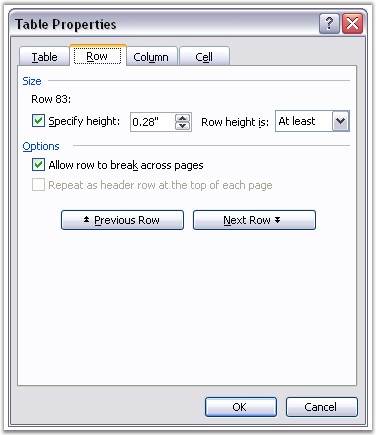 Table Properties
Table Row Column Cell
Size
Row 83:
Specify height: 0.28" Row height is: At least
Options
Allow row to break across pages
Repeat as header row at the top of each page
Previous Row Next Row
OK Cancel